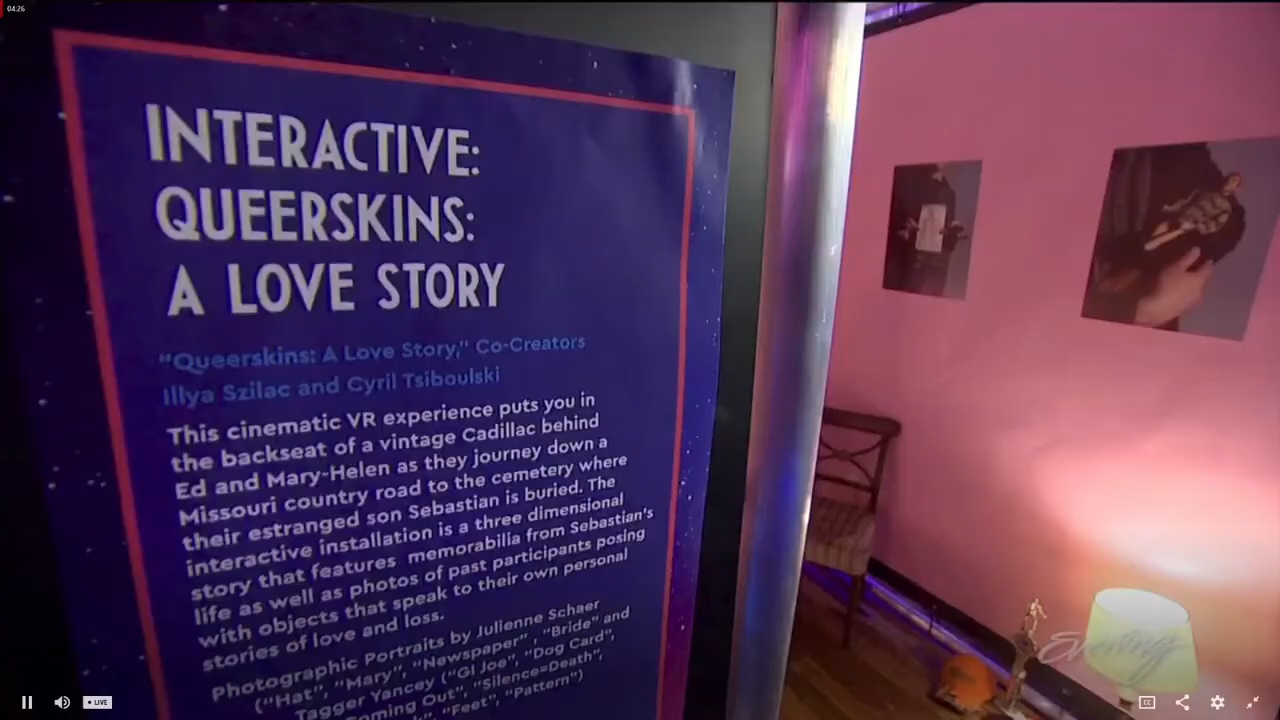 04:26
INTERACTIVE:
QUEERSKINS:
A LOVE STORY
“Queerskins: A Love Story,” Co-Creators
Illya Szilac and Cyril Tsiboulski
This cinematic VR experience puts you in
the backseat of a vintage Cadillac behind
Ed and Mary-Helen as they journey down a
Missouri country road to the cemetery where
their estranged son Sebastian is buried. The
interactive installation is a three dimensional
story that features memorabilia from Sebastian’s
life as well as photos of past participants posing
with objects that speak to their own personal
stories of love and loss.
Photographic Portraits by Julienne Schaer
("Hat", "Mary", "Newspaper" , "Bride" and
Tagger Yancey ("GI Joe", "Dog Card",
"Silence=Death",
"Feet", "Pattern")
Evening
LIVE
CC